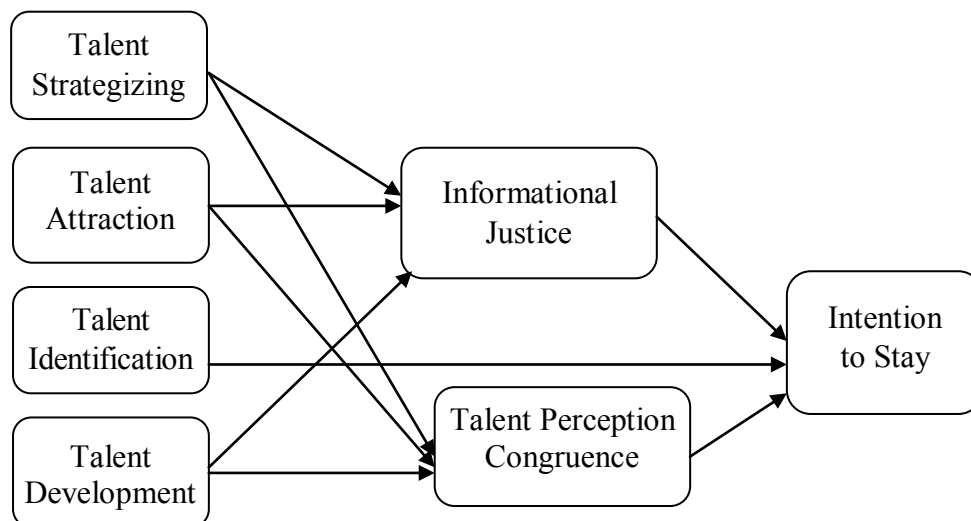 Talent
Strategizing
Talent
Attraction
Talent
Identification
Talent
Development
Informational
Justice
Talent Perception
Congruence
Intention
to Stay